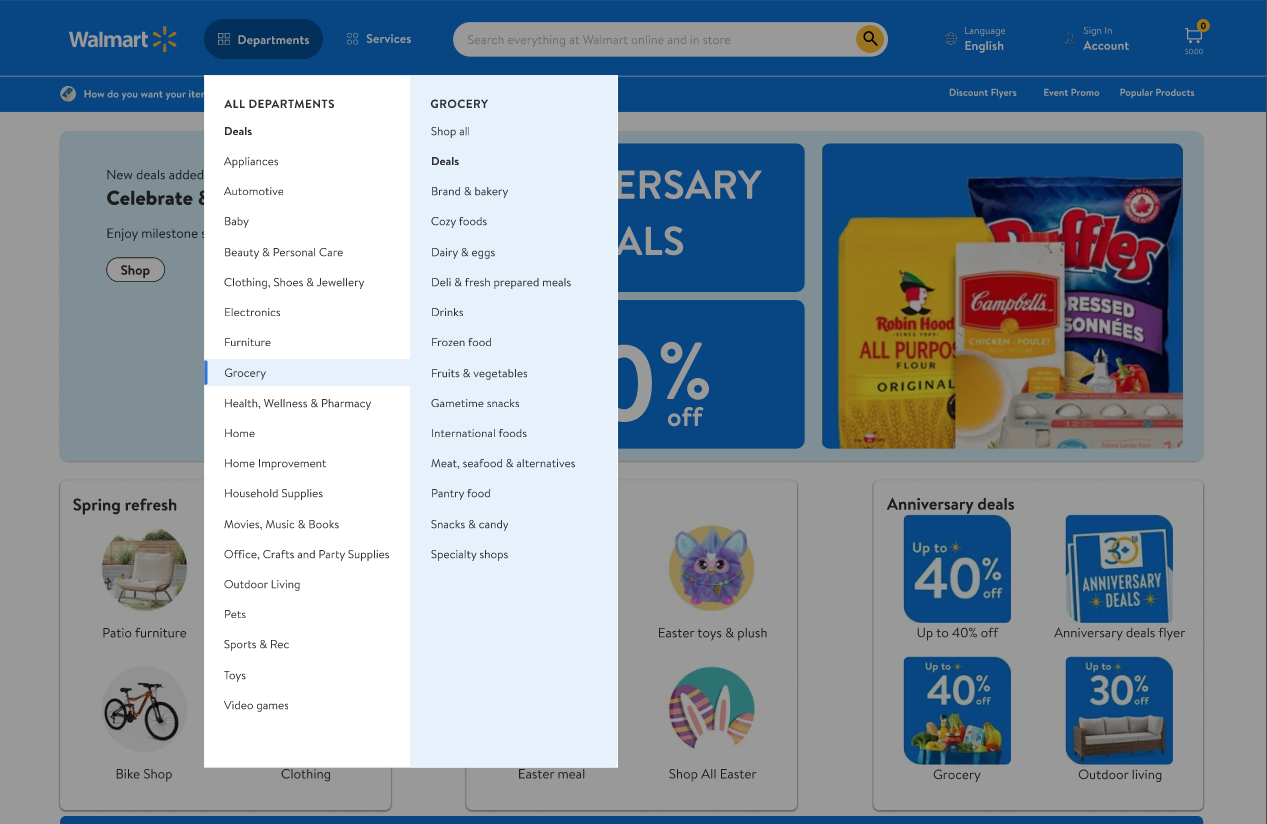 Walmart
Departments
Services
Search everything at Walmart online and in store
Language
English
Sign In
Account
0
$0.00
How do you want your iter
Discount Flyers
Event Promo
Popular Products
ALL DEPARTMENTS
Deals
Appliances
Automotive
Baby
Beauty & Personal Care
Clothing, Shoes & Jewellery
Electronics
Furniture
Grocery
Health, Wellness & Pharmacy
Home
Home Improvement
Household Supplies
Movies, Music & Books
Office, Crafts and Party Supplies
Outdoor Living
Pets
Sports & Rec
Toys
Video games
GROCERY
Shop all
Deals
Brand & bakery
Cozy foods
Dairy & eggs
Deli & fresh prepared meals
Drinks
Frozen food
Fruits & vegetables
Gametime snacks
International foods
Meat, seafood & alternatives
Pantry food
Snacks & candy
Specialty shops
New deals added
Celebrate &
Enjoy milestone s
Shop
ERSARY
ALS
0%
off
Ruffles
Robin Hood
ALL PURPO
FLOUR
ORIGINAL
Campbell's
CHICKEN - POULET
DRESSED
SONNÉES
Spring refresh
Patio furniture
Bike Shop
Clothing
Easter toys & plush
Easter meal
Shop All Easter
Anniversary deals
Up to
40%
off
Up to 40% off
30
ANNIVERSARY
DEALS
Anniversary deals flyer
Up to
40%
off
Grocery
Up to
30%
off
Outdoor living